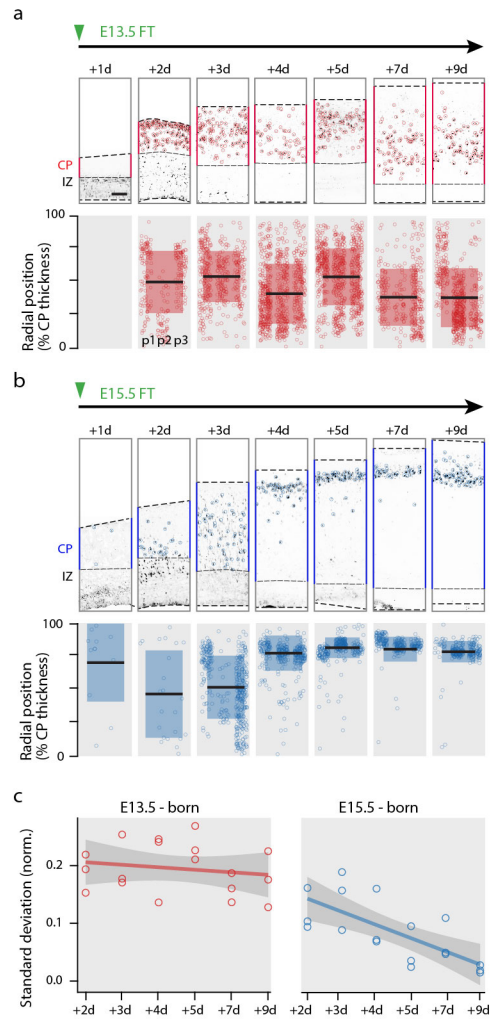 a
E13.5 FT
+1d +2d +3d +4d +5d +7d +9d
CP
IZ
100
0
Radial position
(% CP thickness)
p1 p2 p3
b
E15.5 FT
+1d +2d +3d +4d +5d +7d +9d
CP
IZ
100
0
Radial position
(% CP thickness)
c
E13.5 - born E15.5 - born
Standard deviation (norm.)
0.2
0.1
0.0
+2d +3d +4d +5d +7d +9d +2d +3d +4d +5d +7d +9d